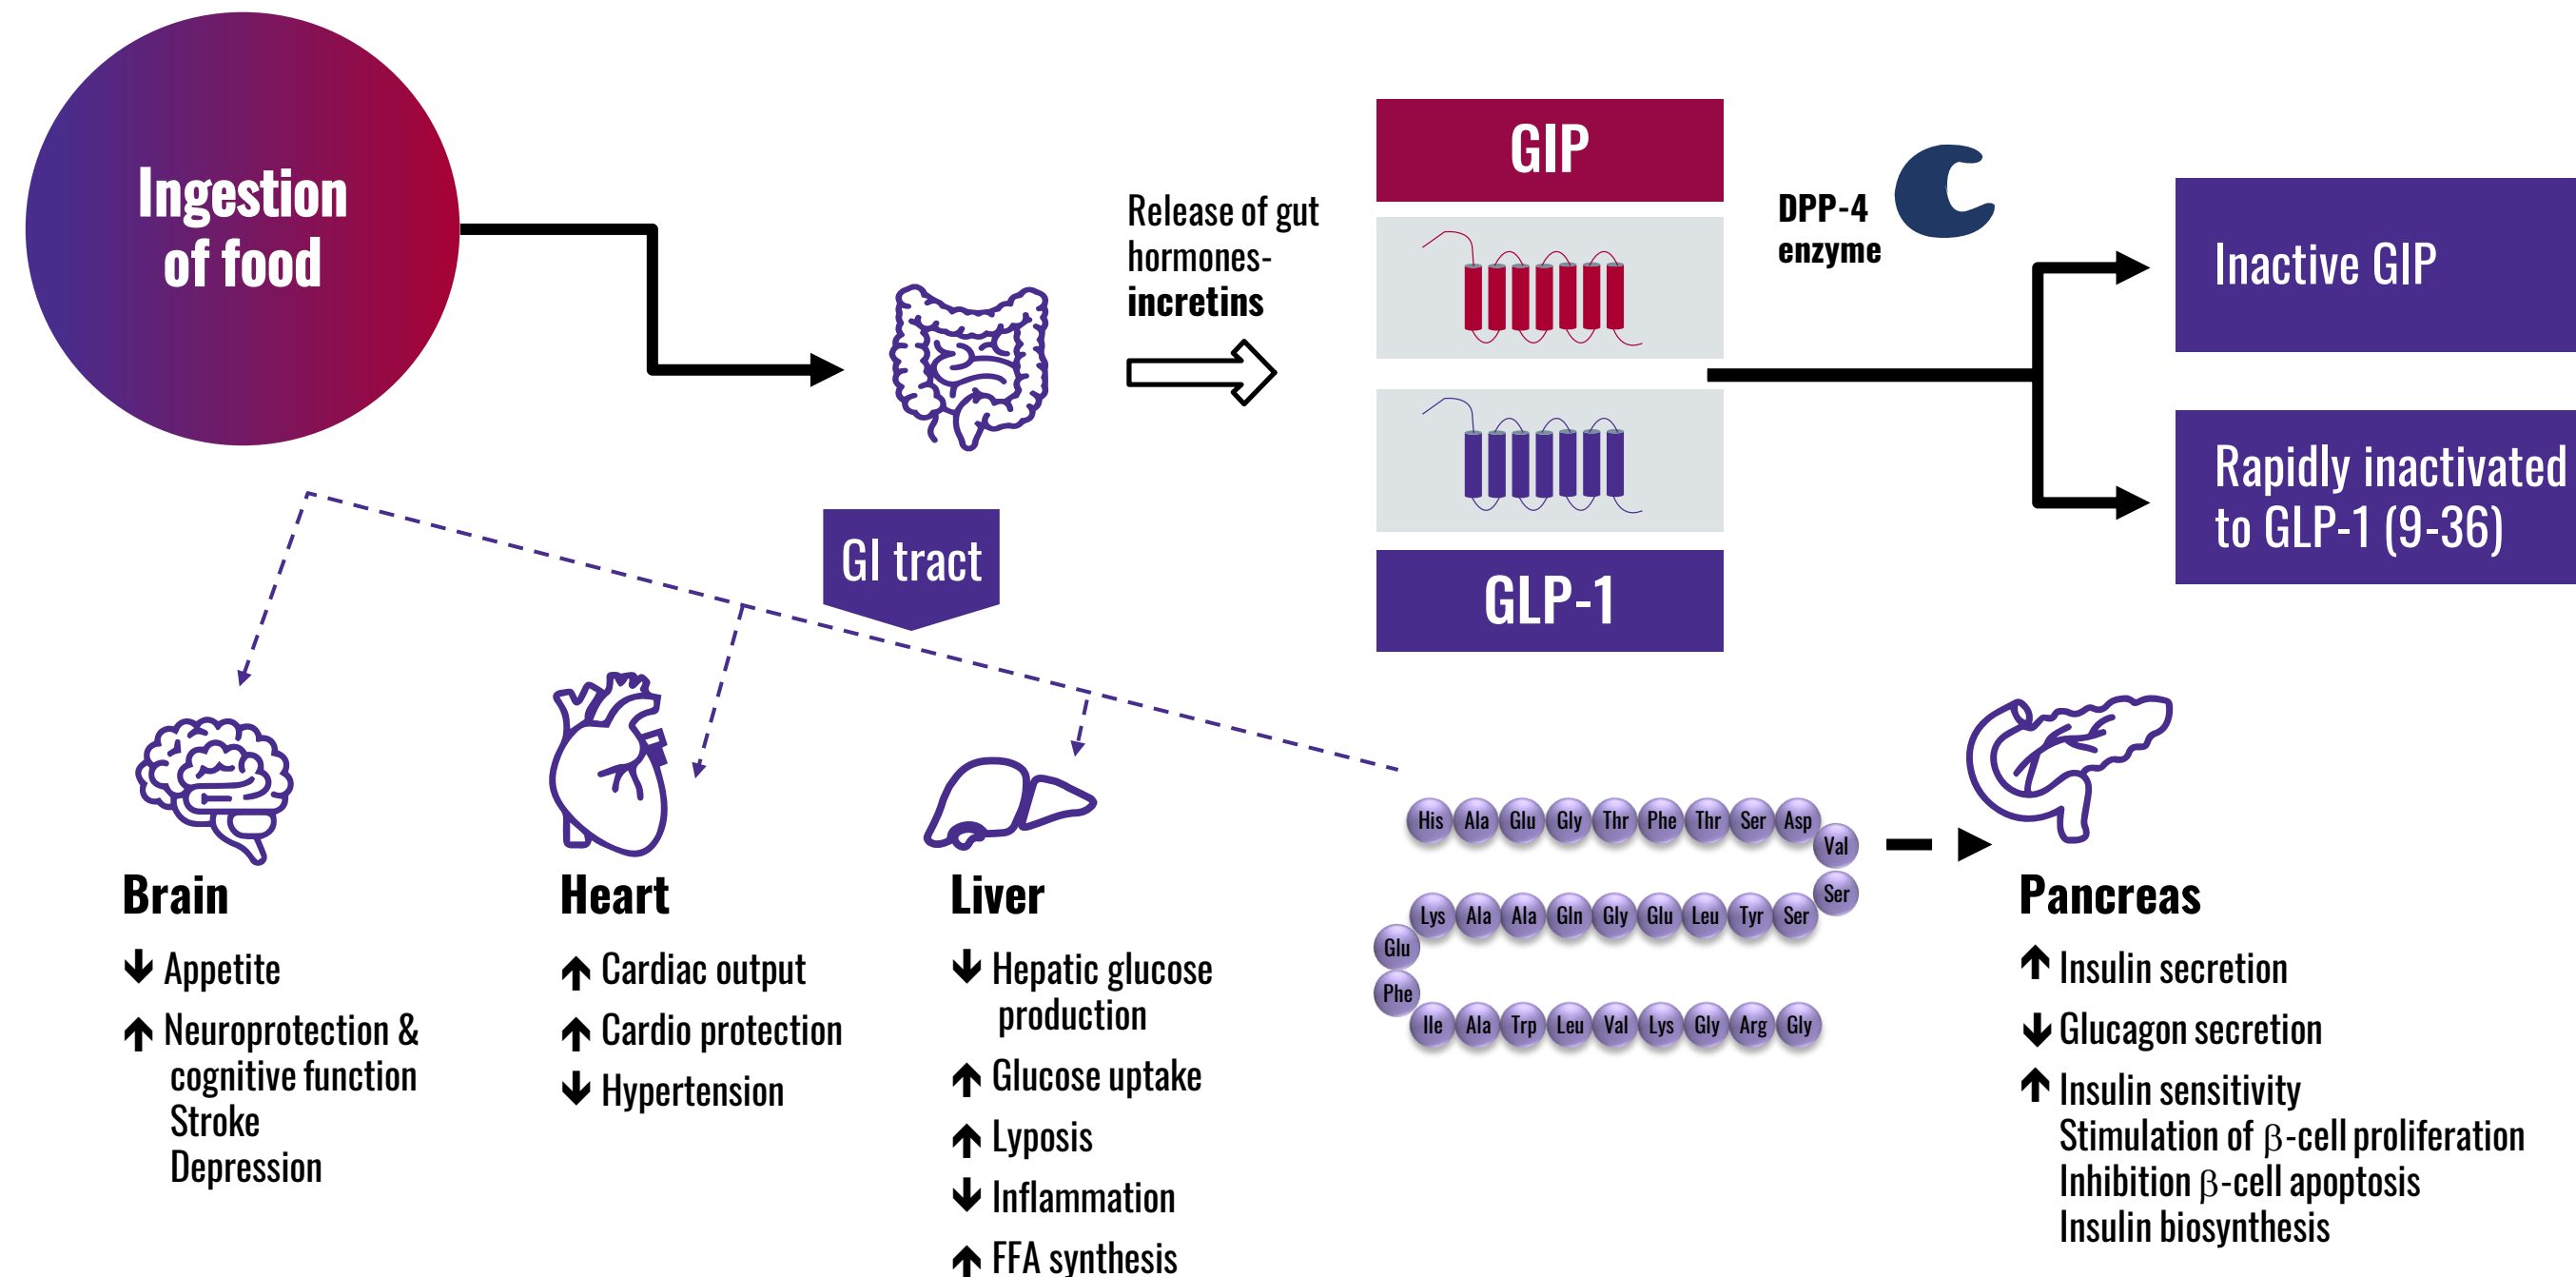 Ingestion
of food
Release of gut
hormones-
incretins
GIP
DPP-4
enzyme
Inactive GIP
Rapidly inactivated
to GLP-1 (9-36)
GLP-1
GI tract
Brain
🡻 Appetite
🡹 Neuroprotection &
cognitive function
Stroke
Depression
Heart
🡹 Cardiac output
🡹 Cardio protection
🡻 Hypertension
Liver
🡻 Hepatic glucose
production
🡹 Glucose uptake
🡹 Lyposis
🡻 Inflammation
🡹 FFA synthesis
His Ala Glu Gly Thr Phe Thr Ser Asp
Val
Ser
Lys Ala Ala Gln Gly Glu Leu Tyr Ser
Glu
Phe
Ile Ala Trp Leu Val Lys Gly Arg Gly
Pancreas
🡹 Insulin secretion
🡻 Glucagon secretion
🡹 Insulin sensitivity
Stimulation of β-cell proliferation
Inhibition β-cell apoptosis
Insulin biosynthesis